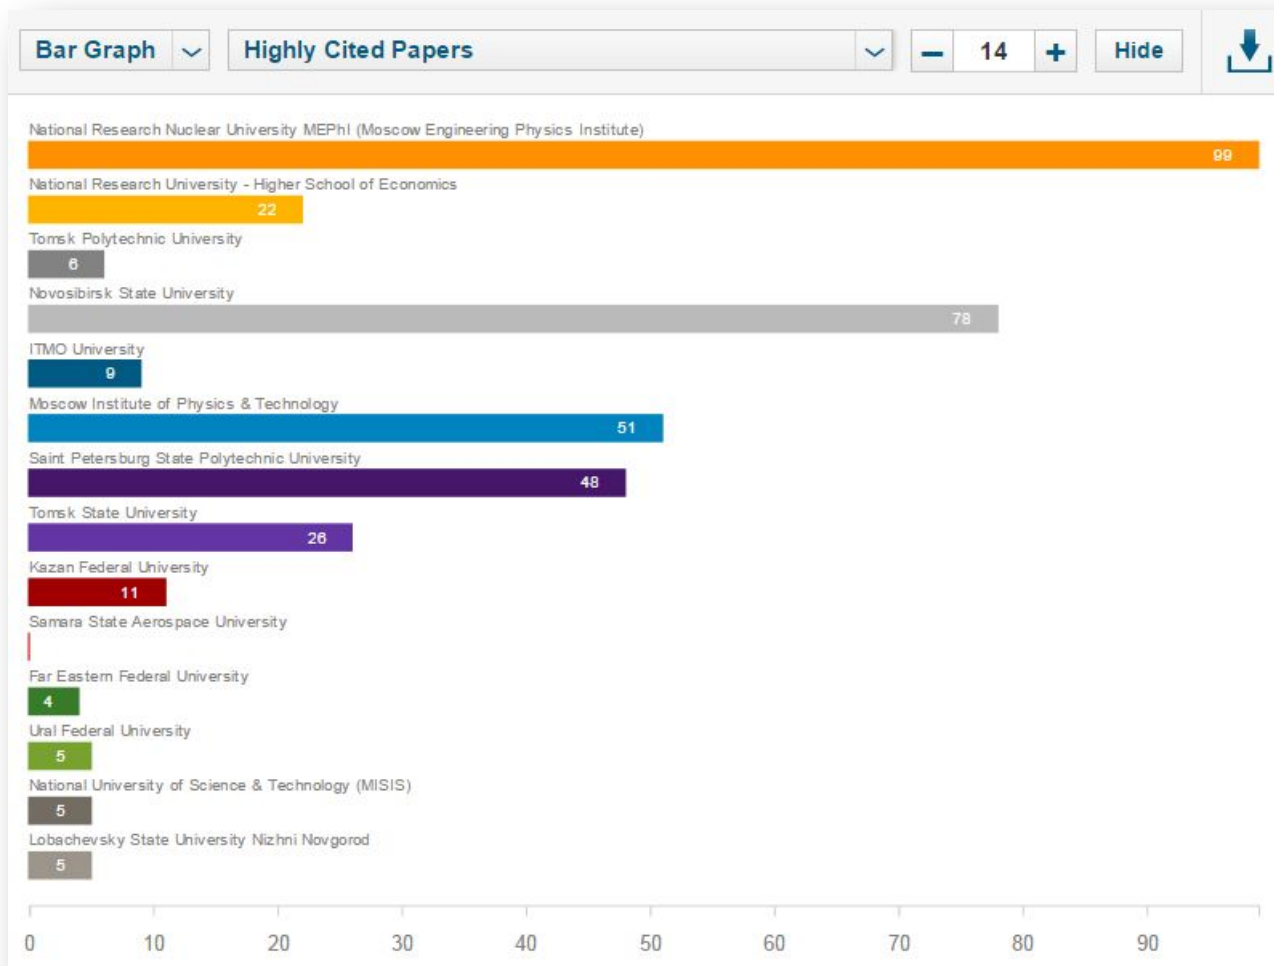 Bar Graph Highly Cited Papers 14 Hide
National Research Nuclear University MEPhI (Moscow Engineering Physics Institute)
99
National Research University - Higher School of Economics
22
Tomsk Polytechnic University
6
Novosibirsk State University
78
ITMO University
9
Moscow Institute of Physics & Technology
51
Saint Petersburg State Polytechnic University
48
Tomsk State University
26
Kazan Federal University
11
Samara State Aerospace University
Far Eastern Federal University
4
Ural Federal University
5
National University of Science & Technology (MISIS)
5
Lobachevsky State University Nizhni Novgorod
5
0 10 20 30 40 50 60 70 80 90